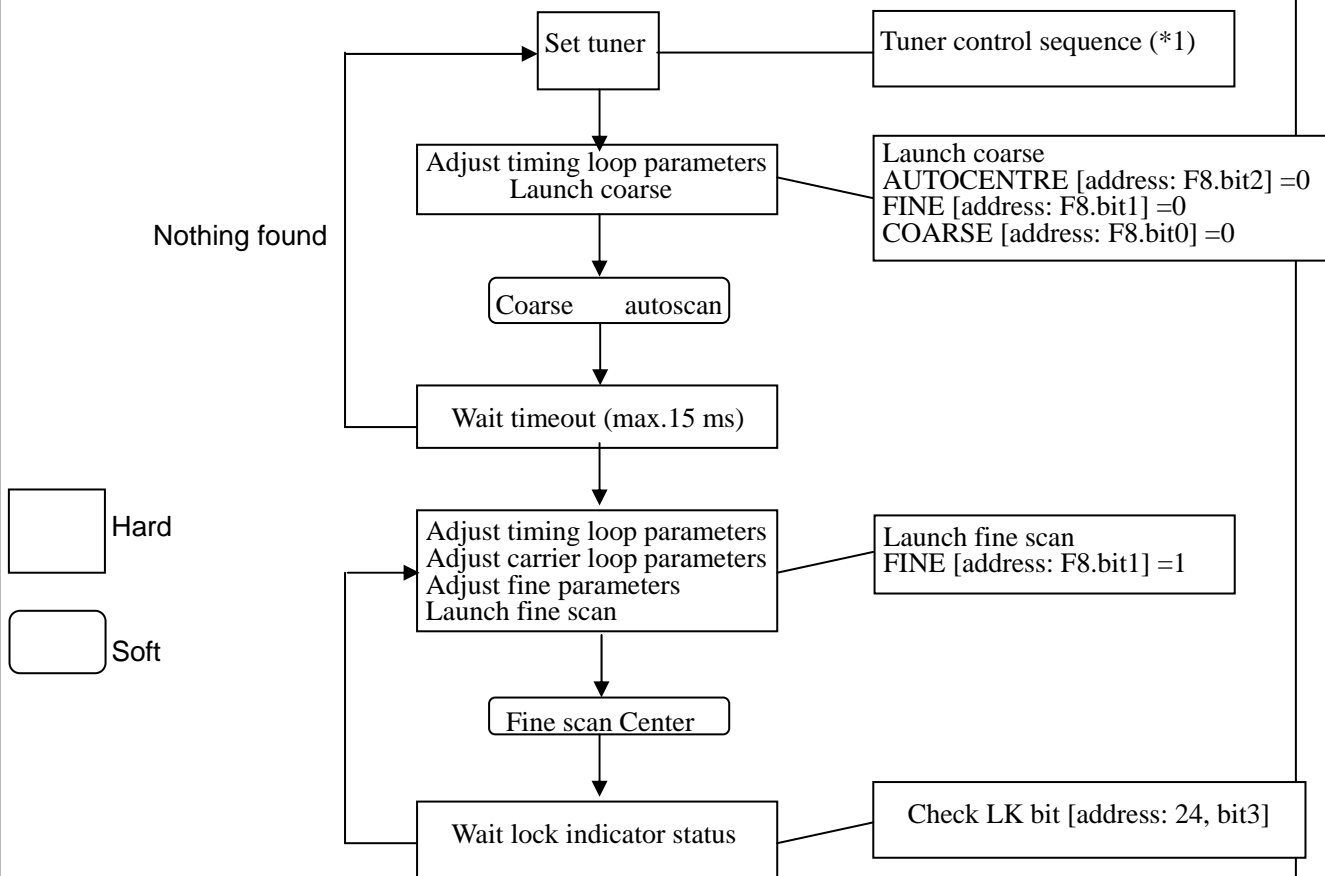 Set tuner
Tuner control sequence (*1)
Adjust timing loop parameters
Launch coarse
Launch coarse
AUTOCENTRE [address: F8.bit2] =0
FINE [address: F8.bit1] =0
COARSE [address: F8.bit0] =0
Nothing found
Coarse autoscan
Wait timeout (max.15 ms)
Hard
Soft
Adjust timing loop parameters
Adjust carrier loop parameters
Adjust fine parameters
Launch fine scan
Launch fine scan
FINE [address: F8.bit1] =1
Fine scan Center
Wait lock indicator status
Check LK bit [address: 24, bit3]